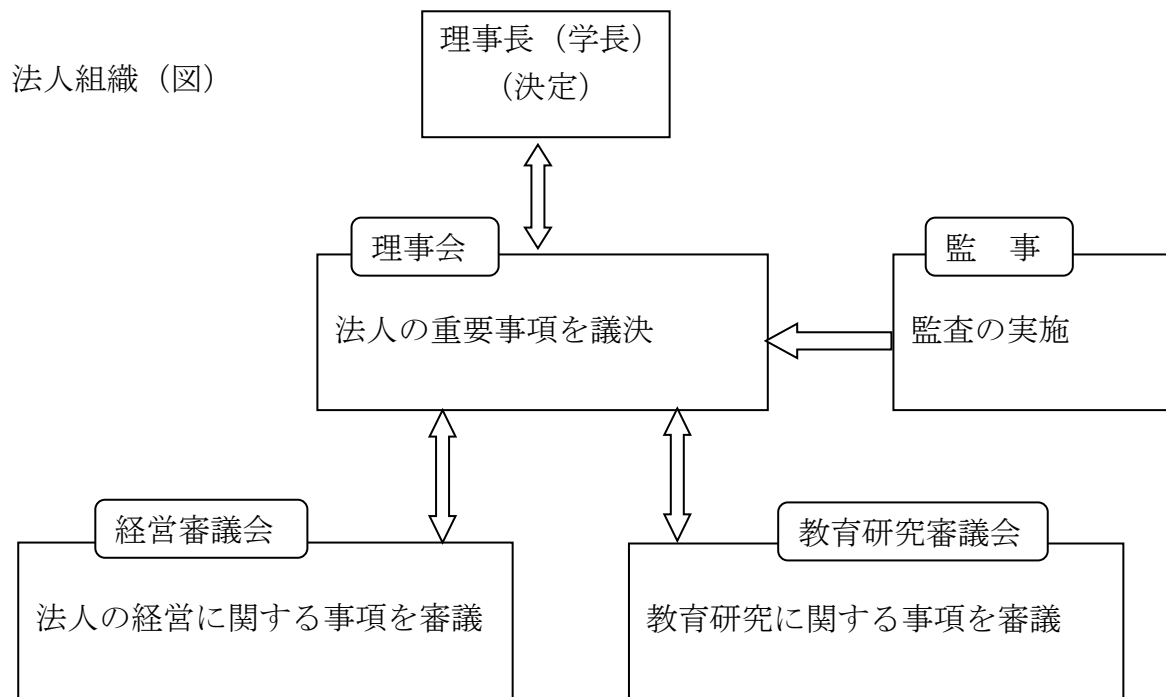 理事長（学長）
（決定）
法人組織（図）
理事会
監　事
法人の重要事項を議決
監査の実施
経営審議会
教育研究審議会
法人の経営に関する事項を審議
教育研究に関する事項を審議